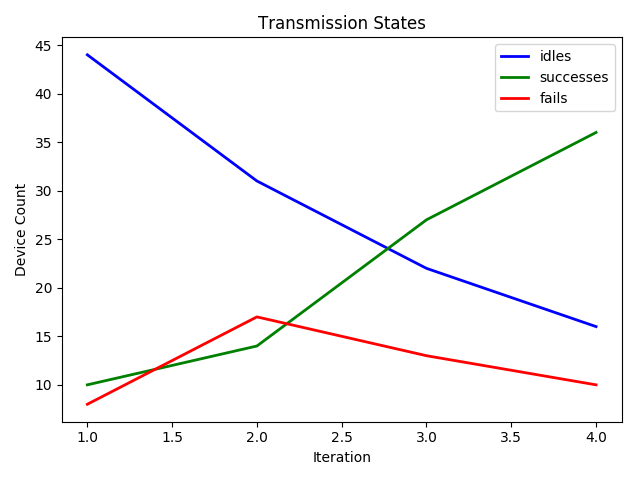 Transmission States
idles
successes
fails
Device Count
45
40
35
30
25
20
15
10
1.0 1.5 2.0 2.5 3.0 3.5 4.0
Iteration